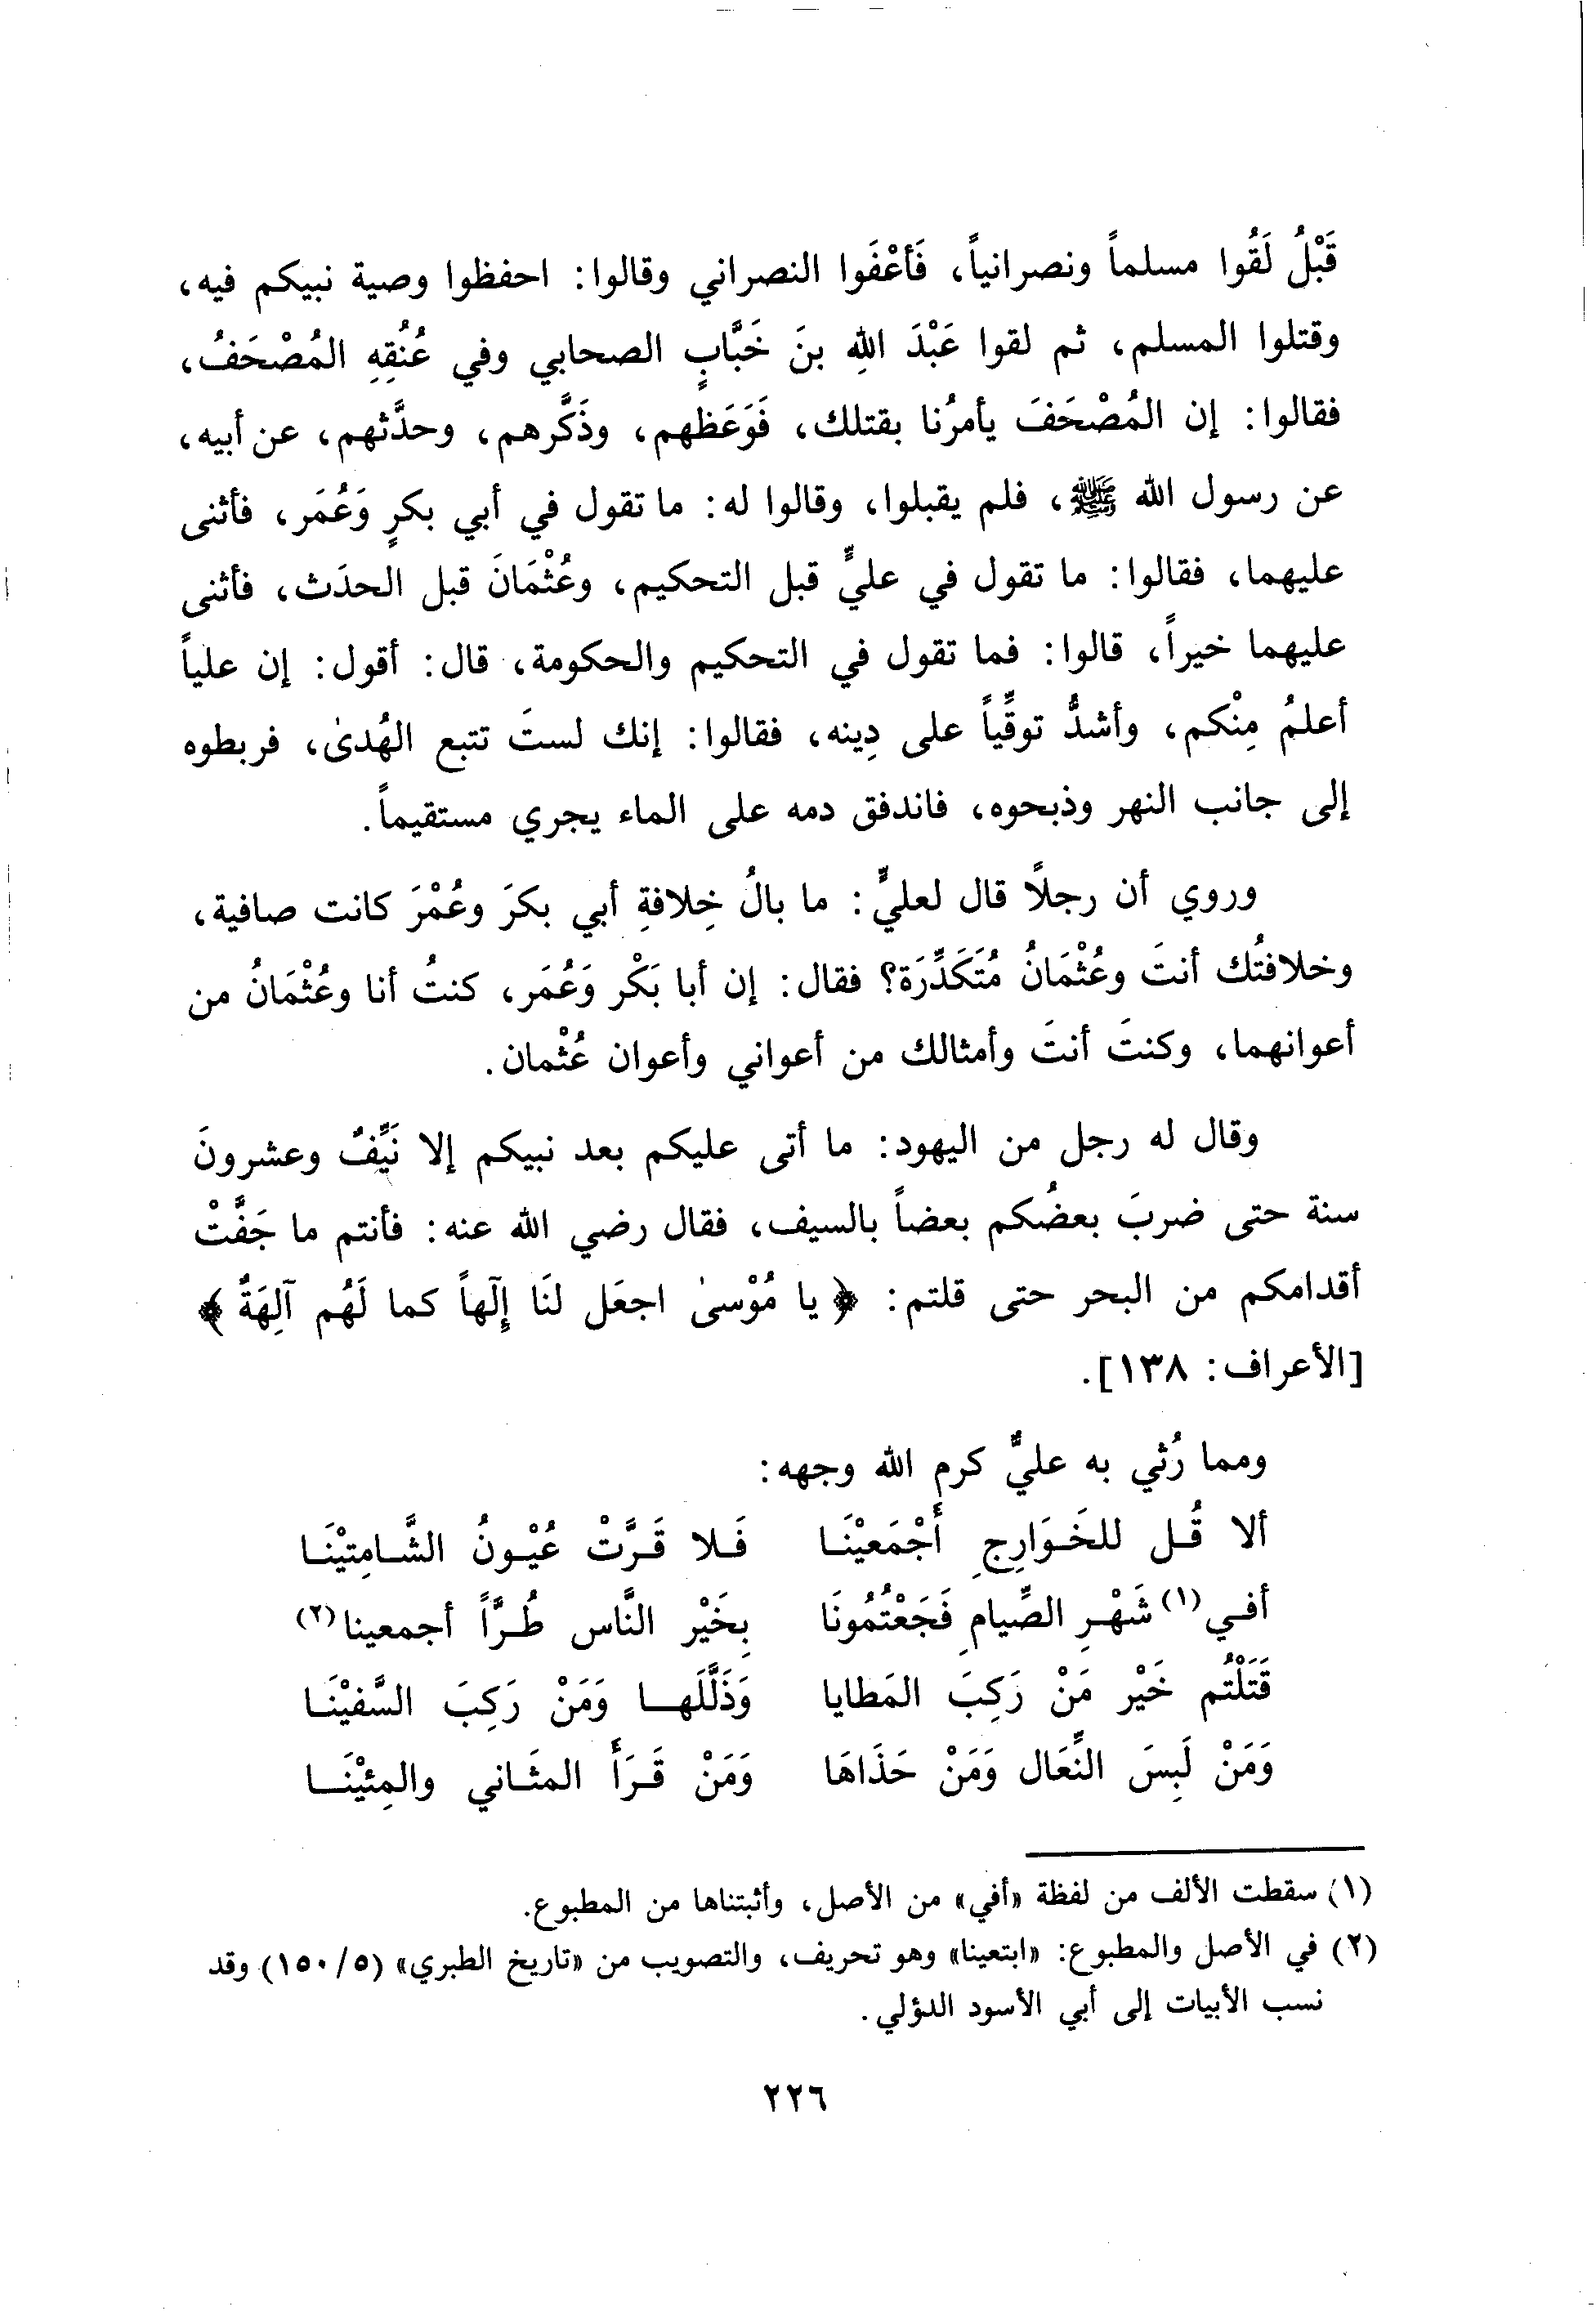 قَبْلُ لَقُوا مسلماً ونصرانياً، فَأعْفَوا النصراني وقالوا: احفظوا وصية نبيكم فيه،
وقتلوا المسلم، ثم لقوا عَبْدَ اللهِ بنَ خَبَّابٍ الصحابي وفي عُنُقِهِ المُصْحَفُ،
فقالوا: إن المُصْحَفَ يأمرُنا بقتلك، فَوَعَظهم، وذَكَّرهم، وحدَّثهم، عن أبيه،
عن رسول الله ﷺ، فلم يقبلوا، وقالوا له: ما تقول في أبي بكرٍ وَعُمَر، فأثنى
عليهما، فقالوا: ما تقول في عليٍّ قبل التحكيم، وعُثْمَانَ قبل الحدَث، فأثنى
عليهما خيراً، قالوا: فما تقول في التحكيم والحكومة، قال: أقول: إن علياً
أعلمُ مِنْكم، وأشدُّ توقِّياً على دِينه، فقالوا: إنك لستَ تتبع الهُدىٰ، فربطوه
إلى جانب النهر وذبحوه، فاندفق دمه على الماء يجري مستقيماً.
وروي أن رجلًا قال لعليٍّ: ما بالُ خِلافةِ أبي بكرَ وعُمْرَ كانت صافية،
وخلافتُك أنتَ وعُثْمَانُ مُتَكَدِّرَة؟ فقال: إن أبا بَكْر وَعُمَر، كنتُ أنا وعُثْمَانُ من
أعوانهما، وكنتَ أنتَ وأمثالك من أعواني وأعوان عُثْمان.
وقال له رجل من اليهود: ما أتى عليكم بعد نبيكم إلا نَيِّفٌ وعشرونَ
سنة حتى ضربَ بعضُكم بعضاً بالسيف، فقال رضي الله عنه: فأنتم ما جَفَّتْ
أقدامكم من البحر حتى قلتم: ﴿يا مُوْسىٰ اجعَل لنَا إِلٓهاً كما لَهُم آلِهَةٌ﴾
[الأعراف: ١٣٨].
ومما رُثي به عليٌّ كرم الله وجهه:
ألا قُل للخَوَارِجِ أَجْمَعيْنَا فَلا قَرَّتْ عُيْونُ الشَّامِتِيْنَا
أفي(١) شَهْرِ الصِّيامِ فَجَعْتُمُونَا بِخَيْر النَّاس طُرَّاً أجمعينا(٢)
قَتَلْتُم خَيْر مَنْ رَكِبَ المَطايا وَذَلَّلَها وَمَنْ رَكِبَ السَّفيْنَا
وَمَنْ لَبِسَ النِّعَال وَمَنْ حَذَاهَا وَمَنْ قَرَأَ المثَاني والمِئيْنَا
(١) سقطت الألف من لفظة «أفي» من الأصل، وأثبتناها من المطبوع.
(٢) في الأصل والمطبوع: «ابتعينا» وهو تحريف، والتصويب من «تاريخ الطبري» (٥/ ١٥٠) وقد
نسب الأبيات إلى أبي الأسود الدؤلي.
٢٢٦